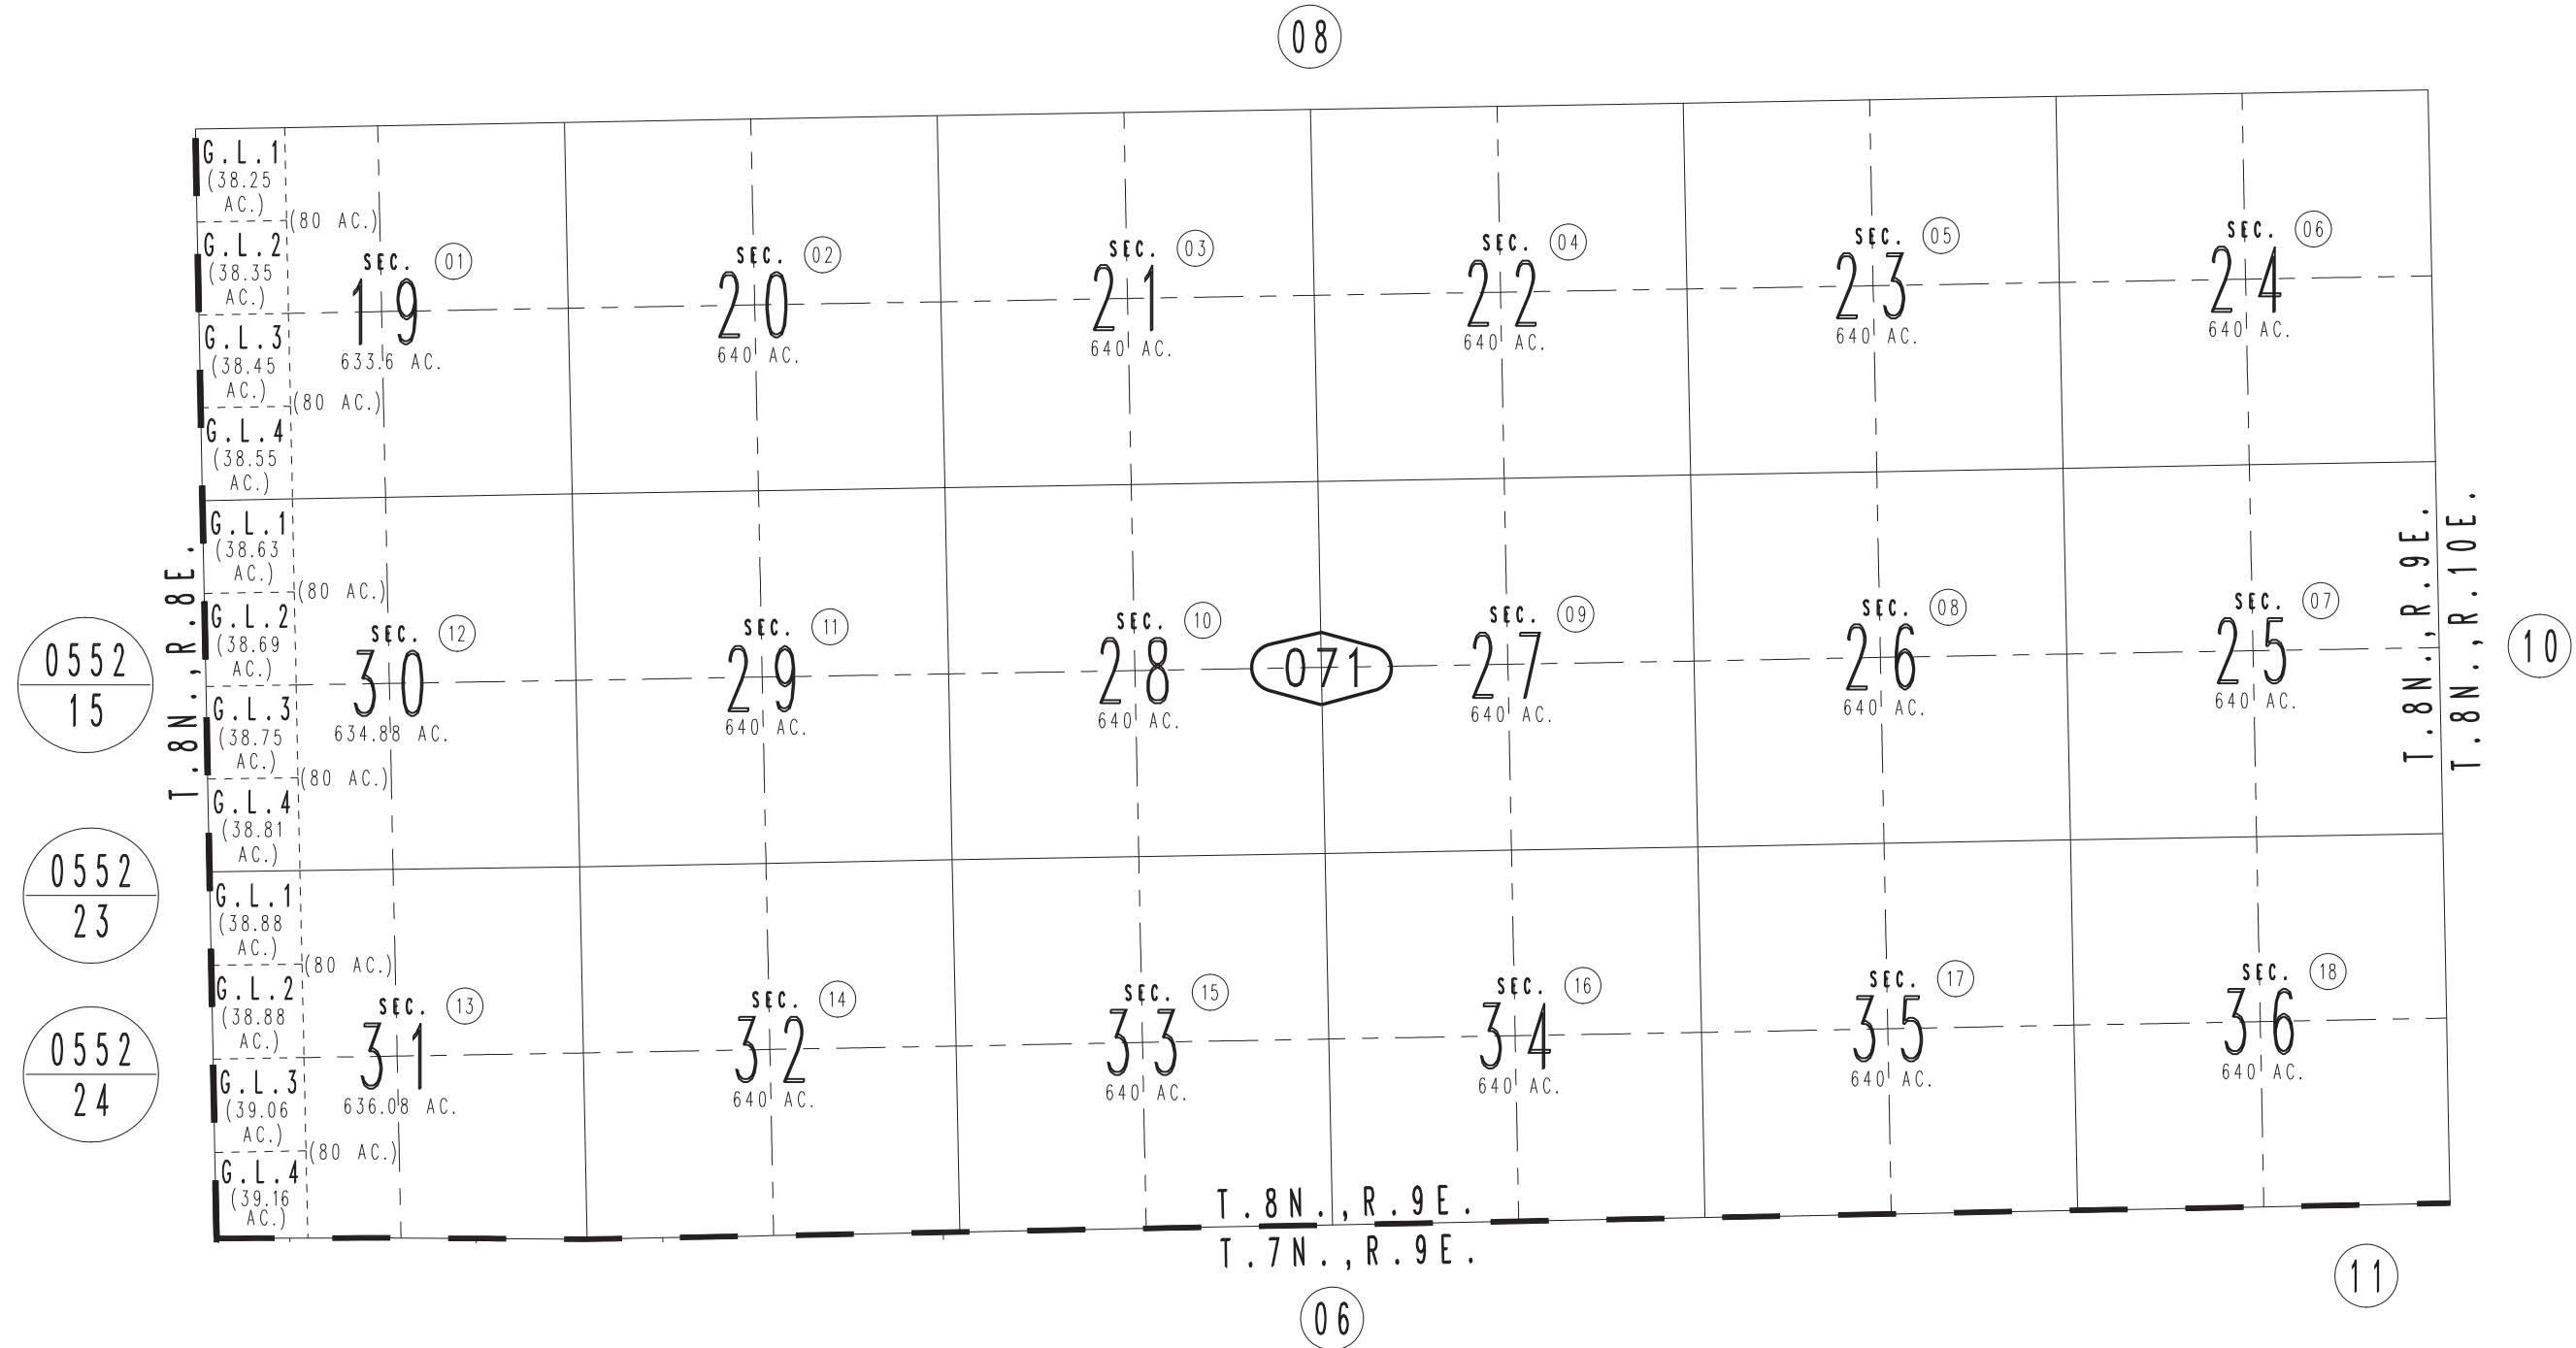 08
G.L.1
(38.25
AC.)
(80 AC.)
G.L.2
(38.35
AC.)
G.L.3
(38.45
AC.)
(80 AC.)
G.L.4
(38.55
AC.)
SEC. 01
19
633.6 AC.
SEC. 02
20
640 AC.
SEC. 03
21
640 AC.
SEC. 04
22
640 AC.
SEC. 05
23
640 AC.
SEC. 06
24
640 AC.
T.8N.,R.8E.
0552
15
0552
23
0552
24
G.L.1
(38.63
AC.)
(80 AC.)
G.L.2
(38.69
AC.)
G.L.3
(38.75
AC.)
(80 AC.)
G.L.4
(38.81
AC.)
SEC. 12
30
634.88 AC.
SEC. 11
29
640 AC.
SEC. 10
28
640 AC.
071
SEC. 09
27
640 AC.
SEC. 08
26
640 AC.
SEC. 07
25
640 AC.
T.8N.,R.9E.
T.8N.,R.10E.
10
G.L.1
(38.88
AC.)
(80 AC.)
G.L.2
(38.88
AC.)
G.L.3
(39.06
AC.)
(80 AC.)
G.L.4
(39.16
AC.)
SEC. 13
31
636.08 AC.
SEC. 14
32
640 AC.
SEC. 15
33
640 AC.
SEC. 16
34
640 AC.
SEC. 17
35
640 AC.
SEC. 18
36
640 AC.
T.8N.,R.9E.
T.7N.,R.9E.
11
06